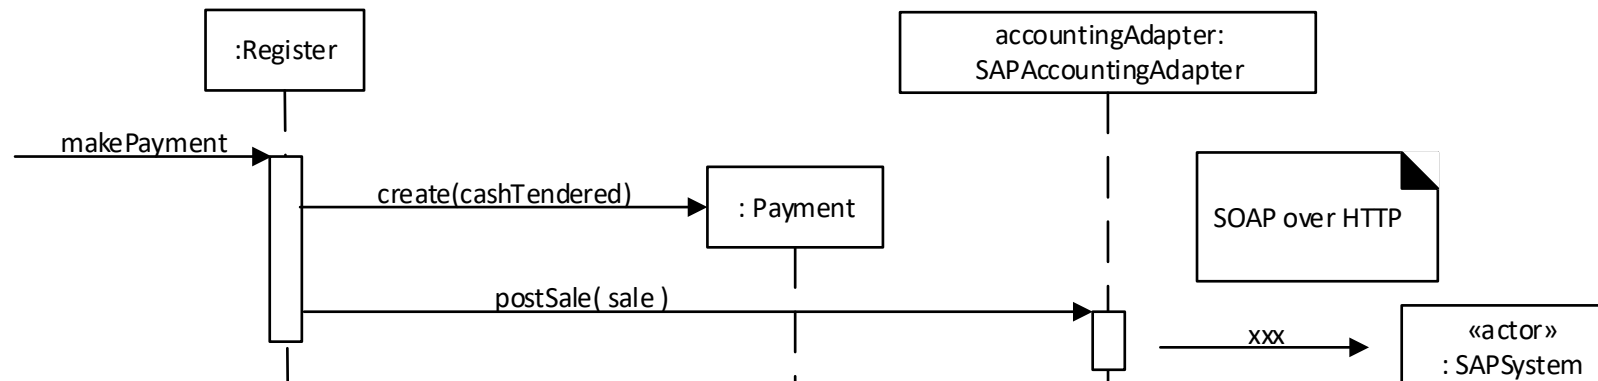 :Register
accountingAdapter:
SAPAccountingAdapter
makePayment
create(cashTendered)
: Payment
SOAP over HTTP
postSale( sale )
xxx
«actor»
: SAPSystem